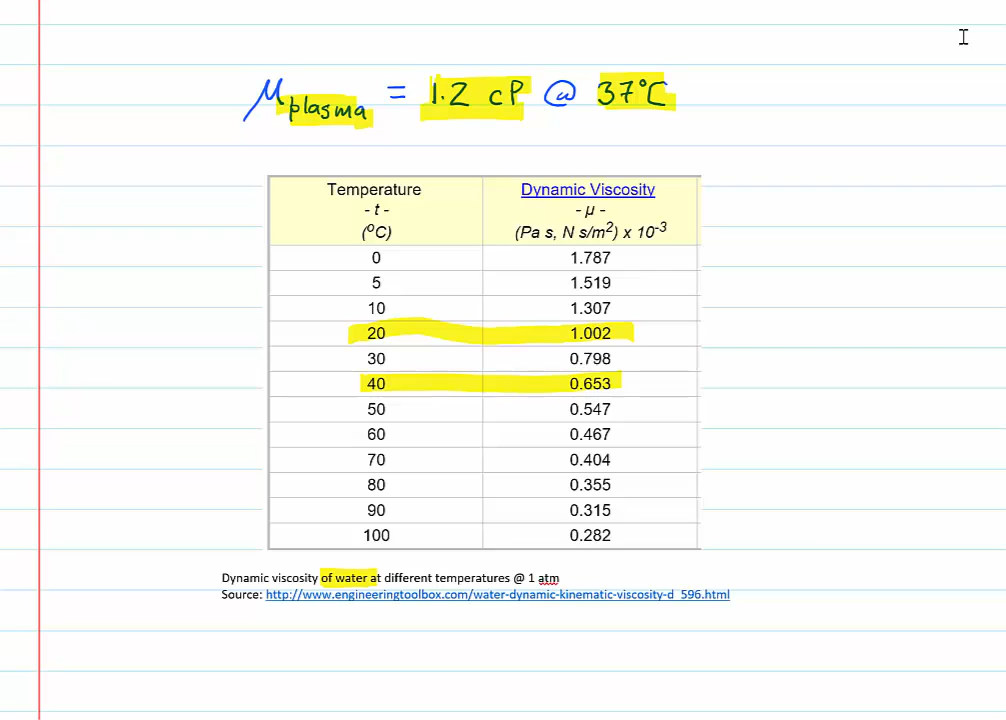 μplasma = 1.2 cP @ 37°C
Temperature Dynamic Viscosity
- t - - μ -
(oC) (Pa s, N s/m2) x 10-3
0 1.787
5 1.519
10 1.307
20 1.002
30 0.798
40 0.653
50 0.547
60 0.467
70 0.404
80 0.355
90 0.315
100 0.282
Dynamic viscosity of water at different temperatures @ 1 atm
Source: http://www.engineeringtoolbox.com/water-dynamic-kinematic-viscosity-d_596.html